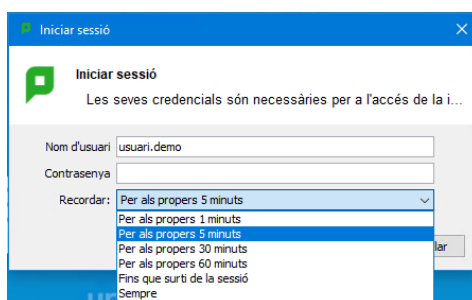 Iniciar sessió
Iniciar sessió
Les seves credencials són necessàries per a l'accés de la i...
Nom d'usuari usuari.demo
Contrasenya
Recordar: Per als propers 5 minuts
Per als propers 1 minuts
Per als propers 5 minuts
Per als propers 30 minuts
Per als propers 60 minuts
Fins que surti de la sessió
Sempre